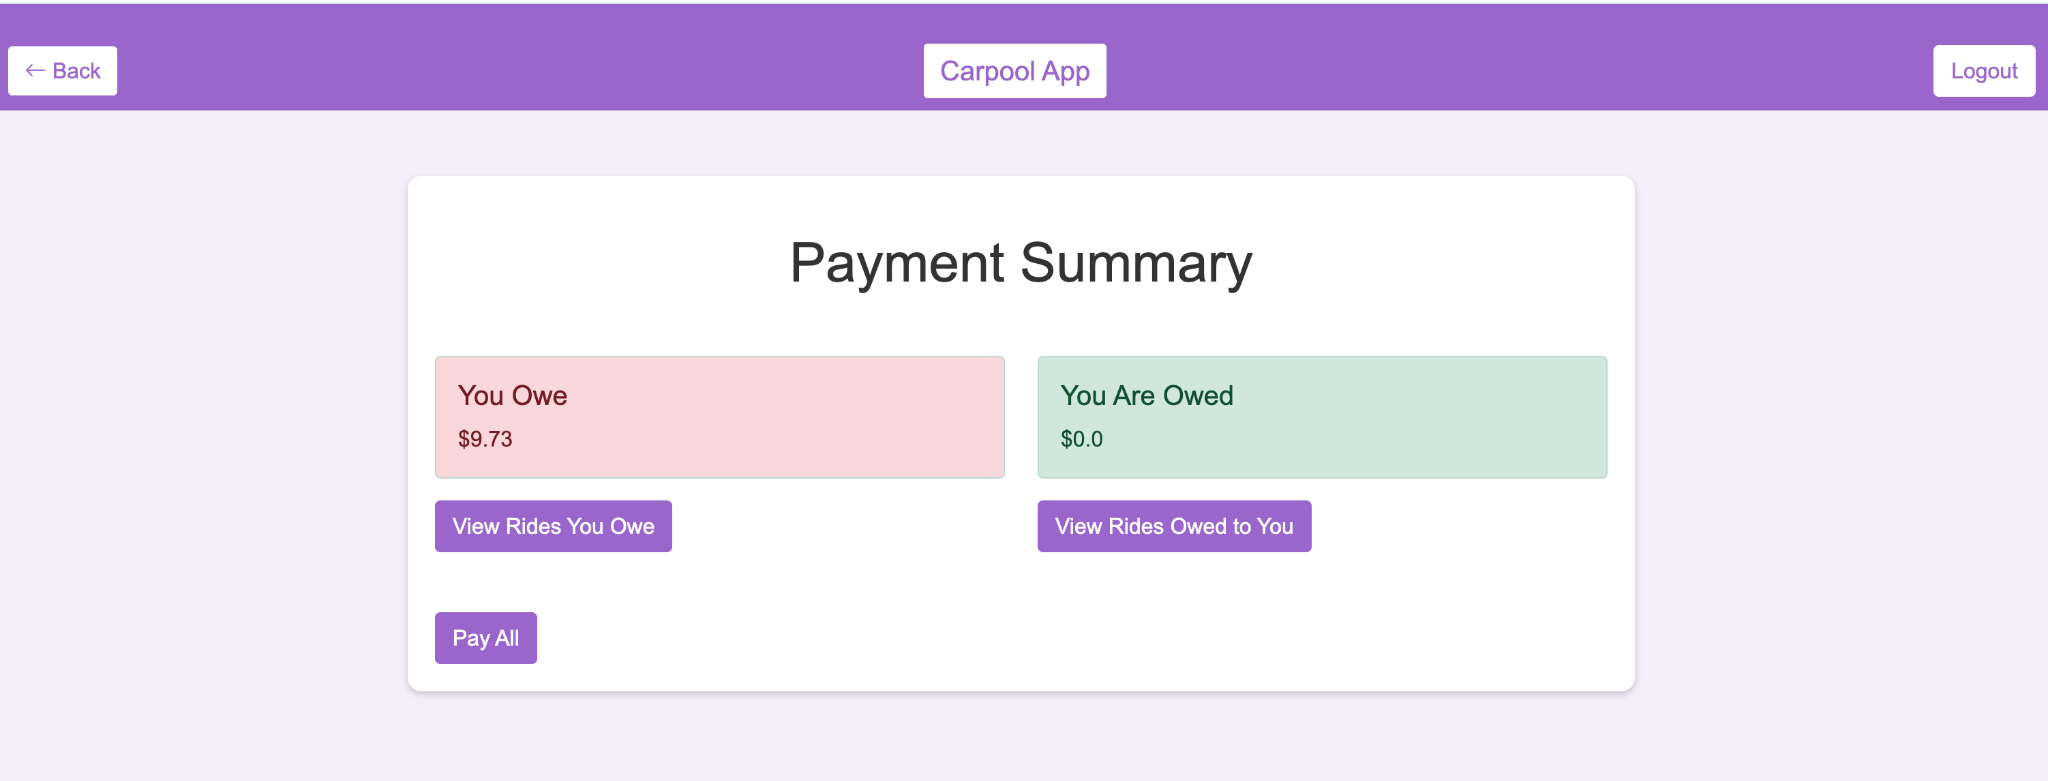 ← Back
Carpool App
Logout
Payment Summary
You Owe
$9.73
You Are Owed
$0.0
View Rides You Owe
View Rides Owed to You
Pay All